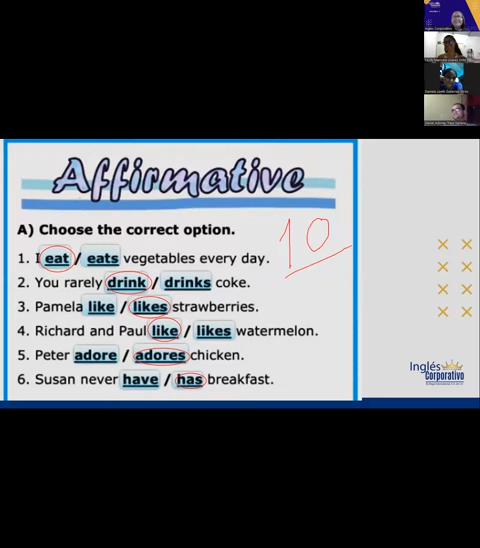 Affirmative
A) Choose the correct option.
1. I eat / eats vegetables every day.
2. You rarely drink / drinks coke.
3. Pamela like / likes strawberries.
4. Richard and Paul like / likes watermelon.
5. Peter adore / adores chicken.
6. Susan never have / has breakfast.
10
Inglés
Corporativo